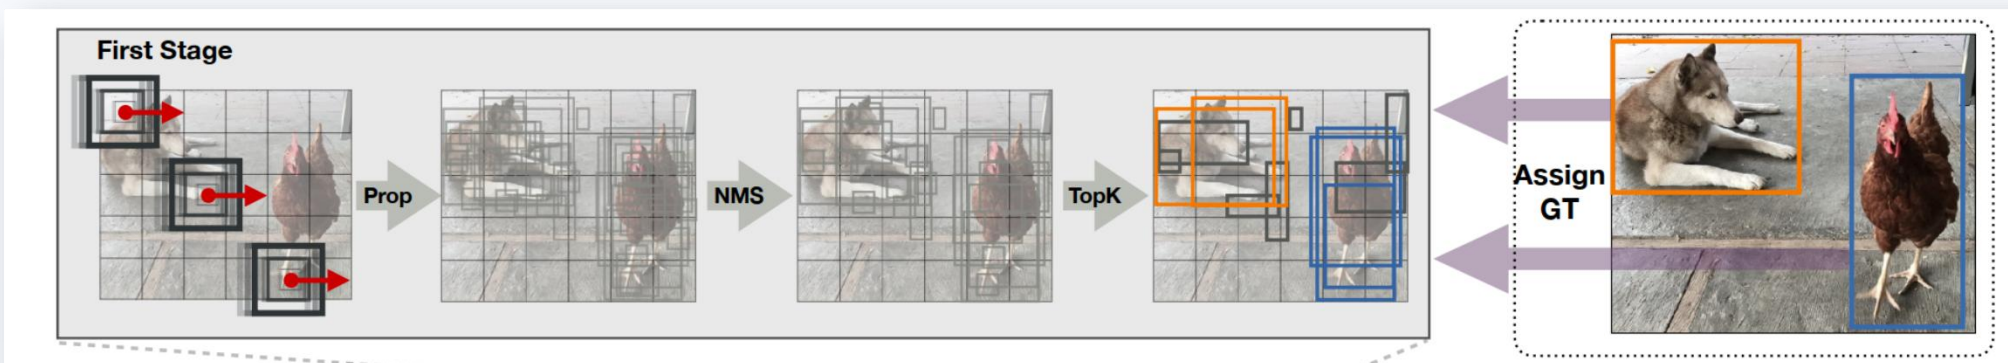 First Stage
Prop
NMS
TopK
Assign
GT